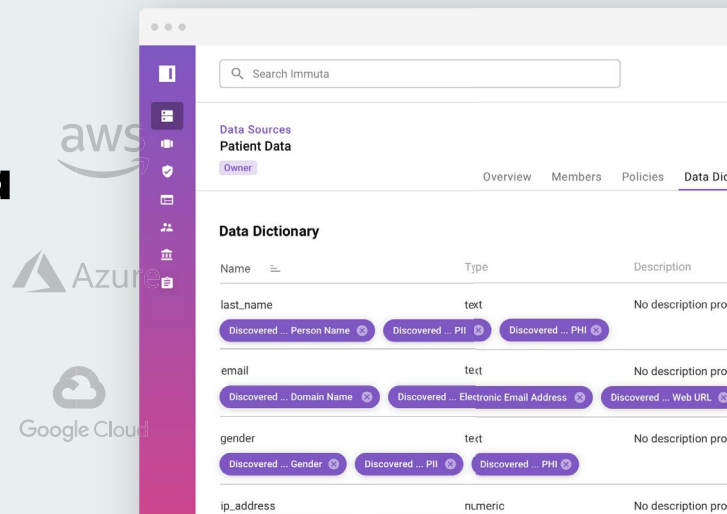 Search Immuta
aws
Data Sources
Patient Data
Owner
Overview Members Policies Data Dic
Data Dictionary
Azure
Name Type Description
last_name text No description pro
Discovered ... Person Name Discovered ... PII Discovered ... PHI
email text No description pro
Discovered ... Domain Name Discovered ... Electronic Email Address Discovered ... Web URL
Google Cloud
gender text No description pro
Discovered ... Gender Discovered ... PII Discovered ... PHI
ip_address numeric No description pro